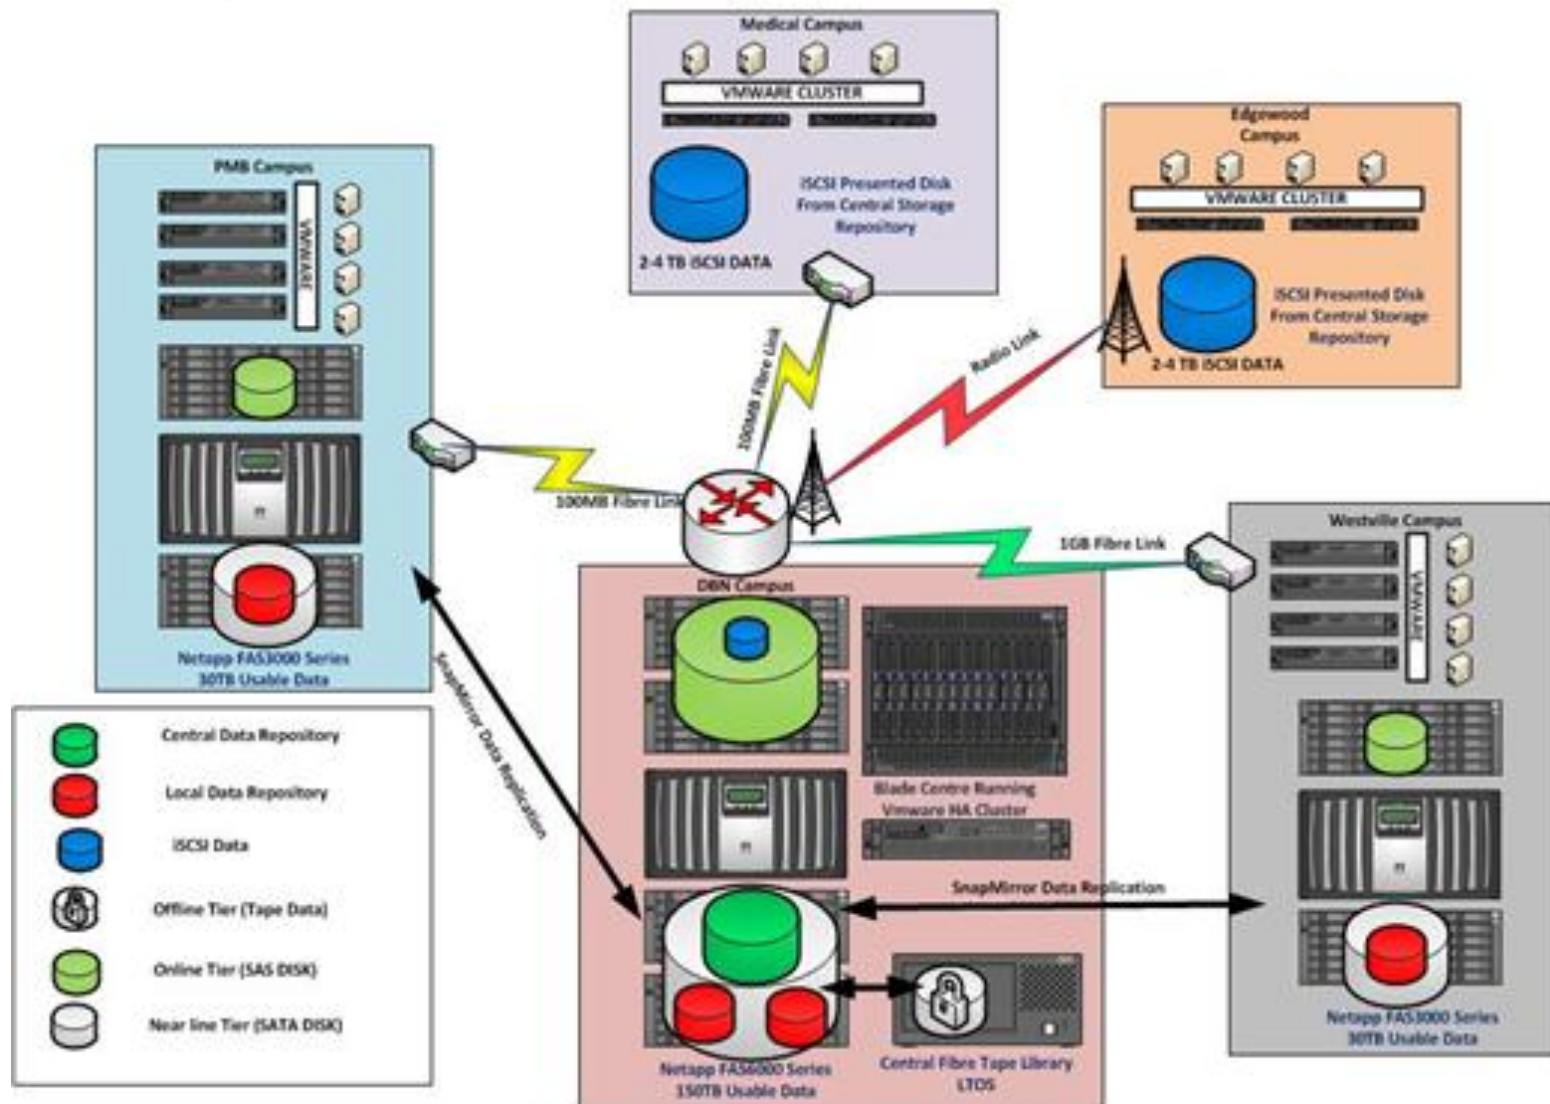 Medical Campus
VMWARE CLUSTER
iSCSI Presented Disk
From Central Storage
Repository
2-4 TB iSCSI DATA
Edgewood
Campus
VMWARE CLUSTER
iSCSI Presented Disk
From Central Storage
Repository
2-4 TB iSCSI DATA
PMB Campus
VMWARE
Netapp FAS3000 Series
30TB Usable Data
100MB Fibre Link
100MB Fibre Link
Radio Link
1GB Fibre Link
Westville Campus
VMWARE
Netapp FAS3000 Series
30TB Usable Data
DBN Campus
Blade Centre Running
Vmware HA Cluster
SnapMirror Data Replication
SnapMirror Data Replication
Netapp FAS6000 Series
150TB Usable Data
Central Fibre Tape Library
LTO5
Central Data Repository
Local Data Repository
iSCSI Data
Offline Tier (Tape Data)
Online Tier (SAS DISK)
Near line Tier (SATA DISK)